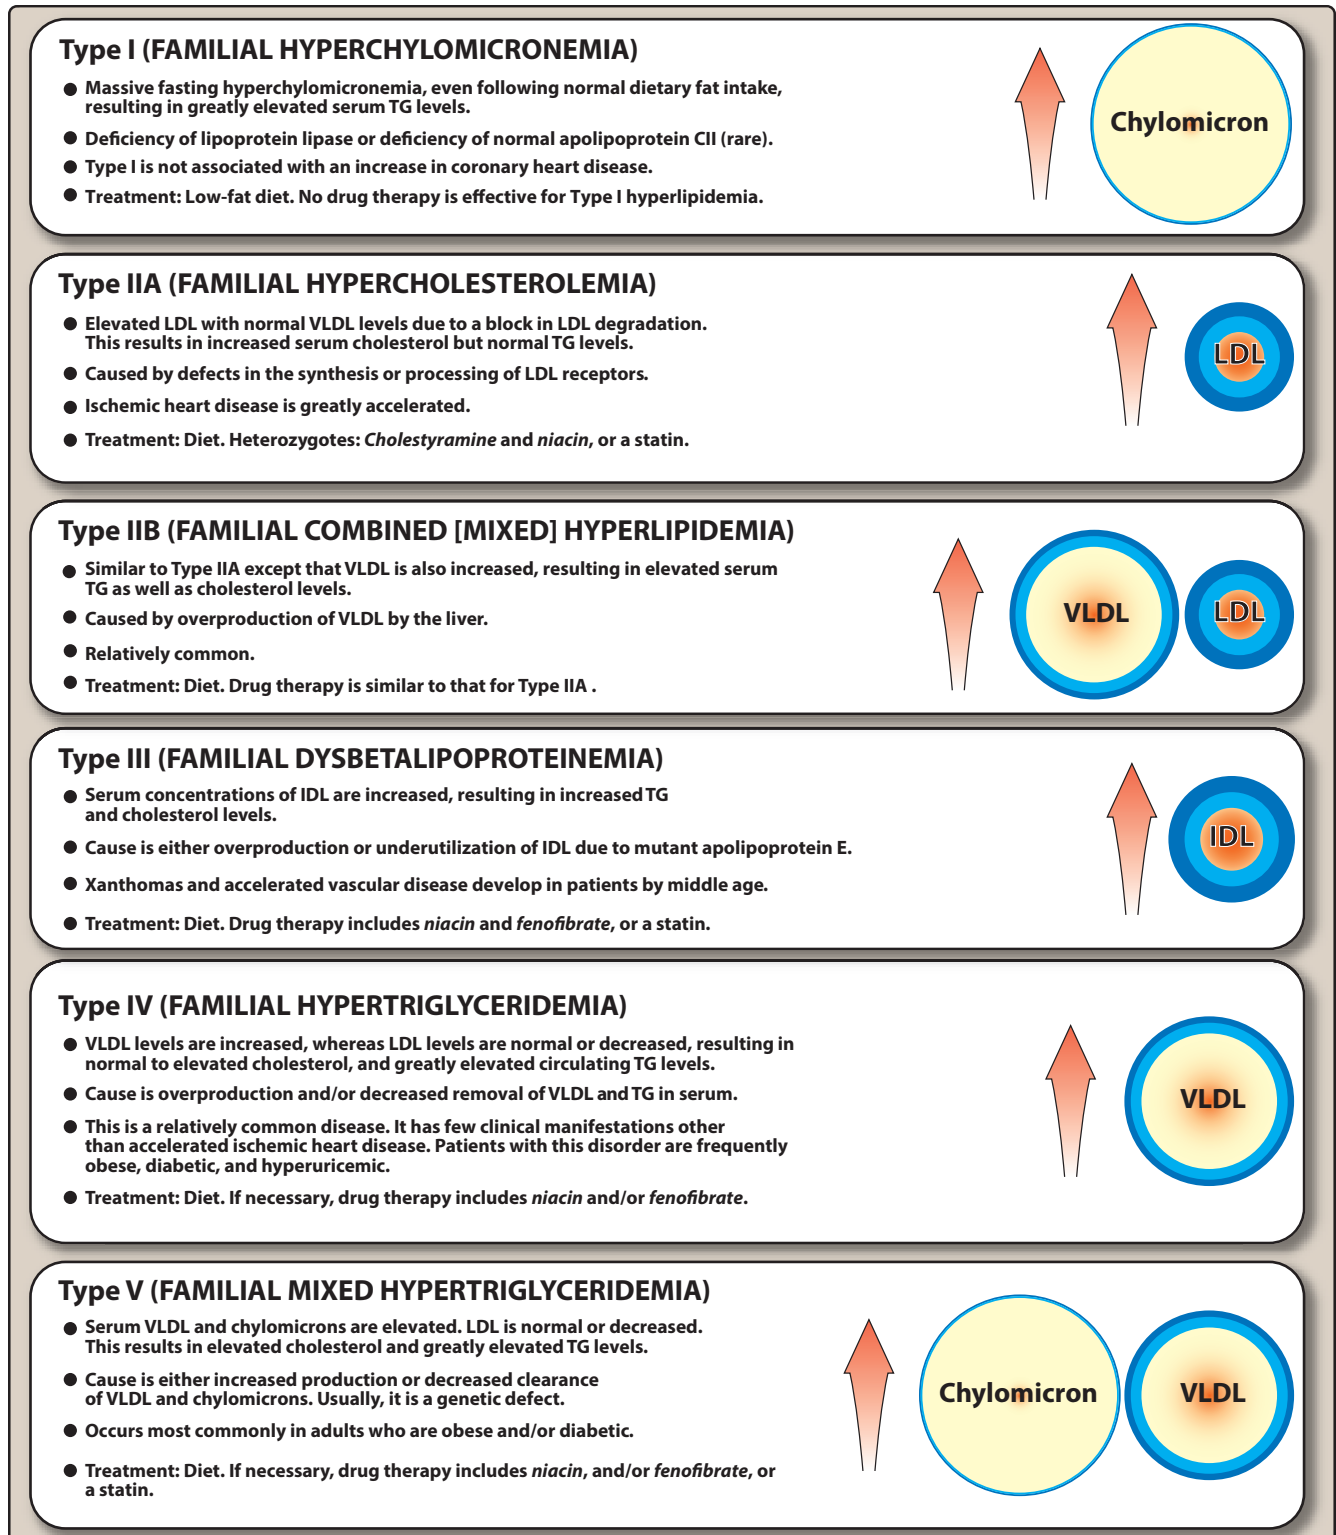 Type I (FAMILIAL HYPERCHYLOMICRONEMIA)
● Massive fasting hyperchylomicronemia, even following normal dietary fat intake,
resulting in greatly elevated serum TG levels.
● Deficiency of lipoprotein lipase or deficiency of normal apolipoprotein CII (rare).
● Type I is not associated with an increase in coronary heart disease.
● Treatment: Low-fat diet. No drug therapy is effective for Type I hyperlipidemia.
Chylomicron
Type IIA (FAMILIAL HYPERCHOLESTEROLEMIA)
● Elevated LDL with normal VLDL levels due to a block in LDL degradation.
This results in increased serum cholesterol but normal TG levels.
● Caused by defects in the synthesis or processing of LDL receptors.
● Ischemic heart disease is greatly accelerated.
● Treatment: Diet. Heterozygotes: Cholestyramine and niacin, or a statin.
LDL
Type IIB (FAMILIAL COMBINED [MIXED] HYPERLIPIDEMIA)
● Similar to Type IIA except that VLDL is also increased, resulting in elevated serum
TG as well as cholesterol levels.
● Caused by overproduction of VLDL by the liver.
● Relatively common.
● Treatment: Diet. Drug therapy is similar to that for Type IIA .
VLDL
LDL
Type III (FAMILIAL DYSBETALIPOPROTEINEMIA)
● Serum concentrations of IDL are increased, resulting in increased TG
and cholesterol levels.
● Cause is either overproduction or underutilization of IDL due to mutant apolipoprotein E.
● Xanthomas and accelerated vascular disease develop in patients by middle age.
● Treatment: Diet. Drug therapy includes niacin and fenofibrate, or a statin.
IDL
Type IV (FAMILIAL HYPERTRIGLYCERIDEMIA)
● VLDL levels are increased, whereas LDL levels are normal or decreased, resulting in
normal to elevated cholesterol, and greatly elevated circulating TG levels.
● Cause is overproduction and/or decreased removal of VLDL and TG in serum.
● This is a relatively common disease. It has few clinical manifestations other
than accelerated ischemic heart disease. Patients with this disorder are frequently
obese, diabetic, and hyperuricemic.
● Treatment: Diet. If necessary, drug therapy includes niacin and/or fenofibrate.
VLDL
Type V (FAMILIAL MIXED HYPERTRIGLYCERIDEMIA)
● Serum VLDL and chylomicrons are elevated. LDL is normal or decreased.
This results in elevated cholesterol and greatly elevated TG levels.
● Cause is either increased production or decreased clearance
of VLDL and chylomicrons. Usually, it is a genetic defect.
● Occurs most commonly in adults who are obese and/or diabetic.
● Treatment: Diet. If necessary, drug therapy includes niacin, and/or fenofibrate, or
a statin.
Chylomicron
VLDL